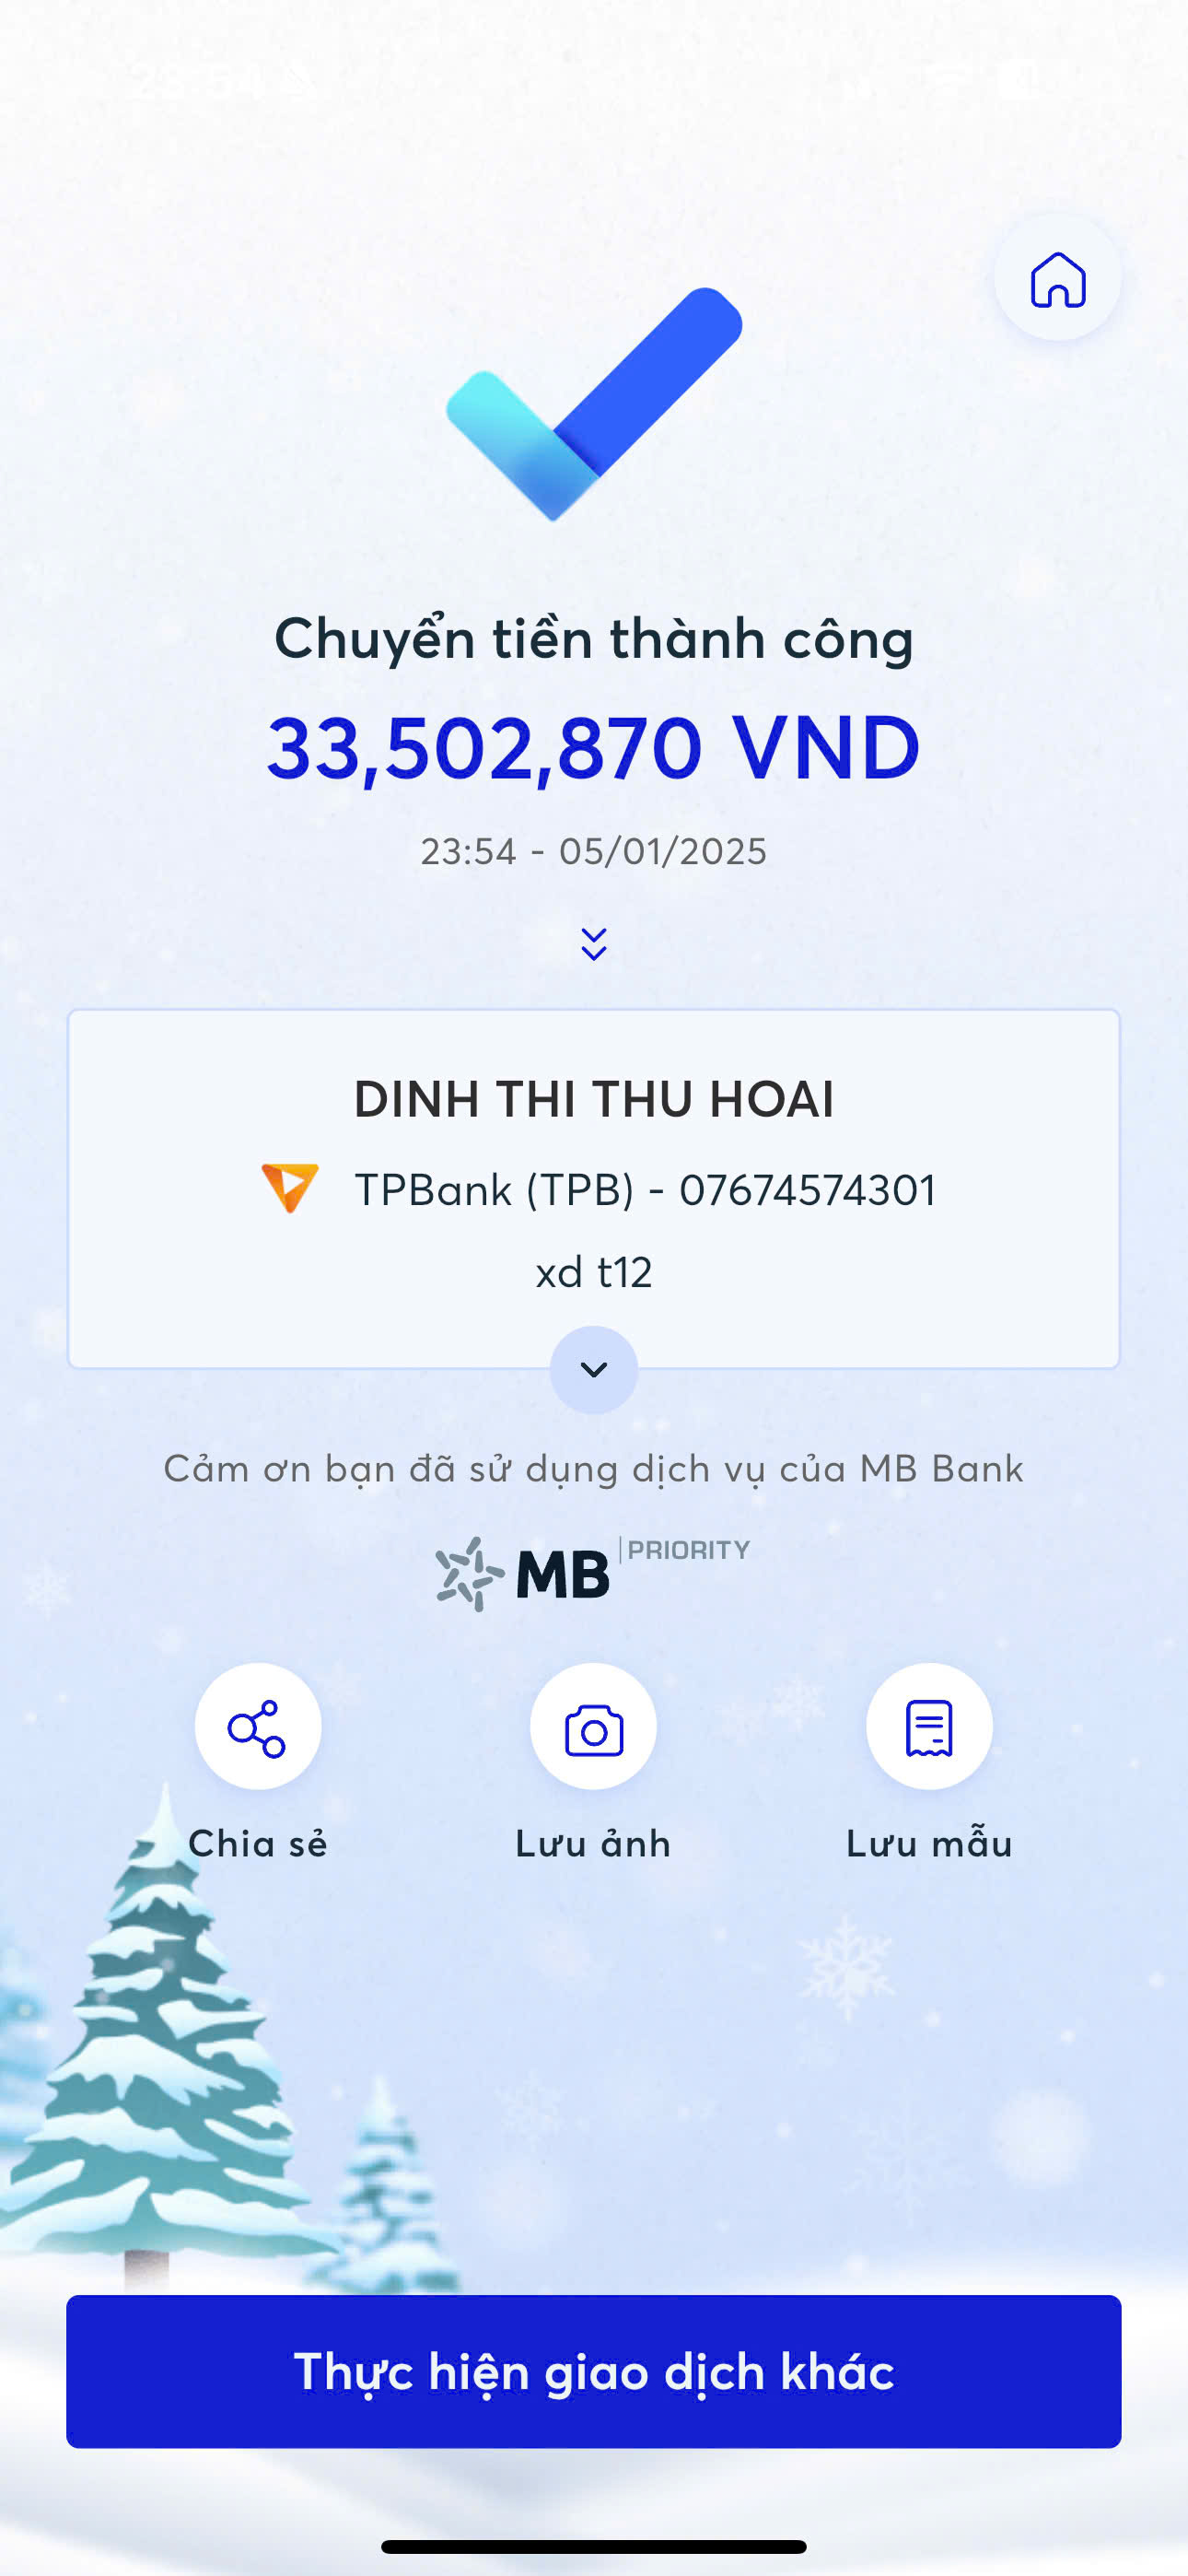 Chuyển tiền thành công
33,502,870 VND
23:54 - 05/01/2025
DINH THI THU HOAI
TPBank (TPB) - 07674574301
xd t12
Cảm ơn bạn đã sử dụng dịch vụ của MB Bank
MB PRIORITY
Chia sẻ
Lưu ảnh
Lưu mẫu
Thực hiện giao dịch khác